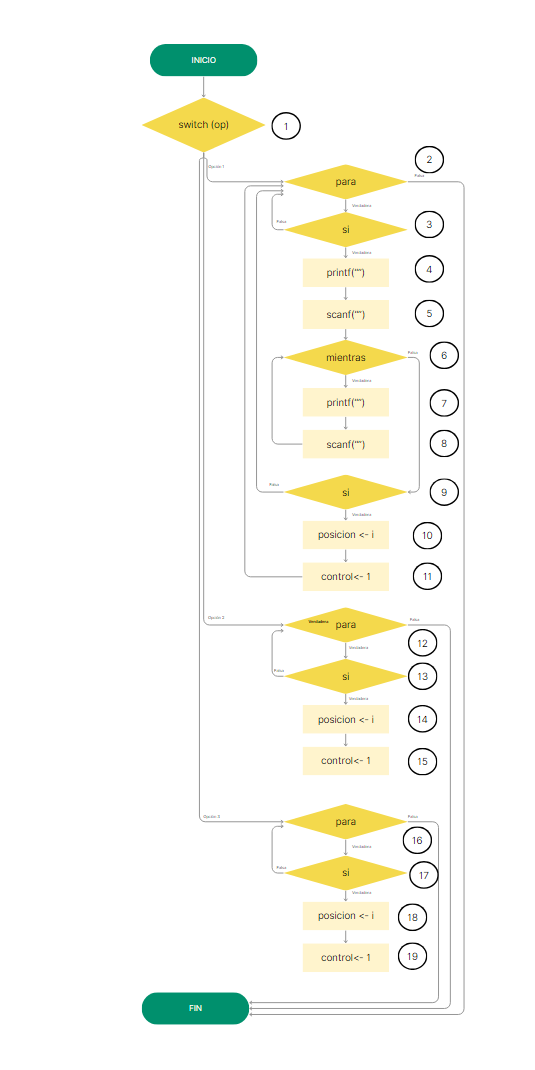 INICIO
switch (op)
1
Opción 1
2
Falso
para
Verdadero
3
Falso
si
Verdadero
4
printf("")
5
scanf("")
6
Falso
mientras
Verdadero
7
printf("")
8
scanf("")
9
Falso
si
Verdadero
10
posicion <- i
11
control<- 1
Opción 2
Verdadero
para
Falso
12
Verdadero
Falso
si
13
Verdadero
posicion <- i
14
control<- 1
15
Opción 3
para
Falso
16
Verdadero
Falso
si
17
Verdadero
posicion <- i
18
control<- 1
19
FIN